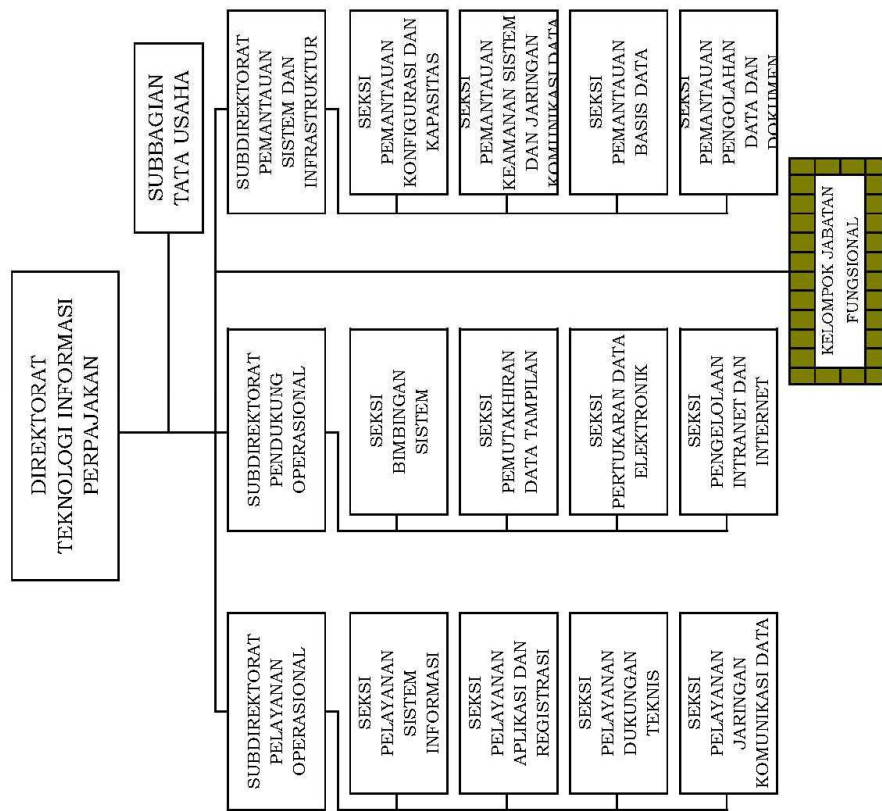 DIREKTORAT
TEKNOLOGI INFORMASI
PERPAJAKAN
SUBBAGIAN
TATA USAHA
SUBDIREKTORAT
PELAYANAN
OPERASIONAL
SEKSI
PELAYANAN
SISTEM
INFORMASI
SEKSI
PELAYANAN
APLIKASI DAN
REGISTRASI
SEKSI
PELAYANAN
DUKUNGAN
TEKNIS
SEKSI
PELAYANAN
JARINGAN
KOMUNIKASI DATA
SUBDIREKTORAT
PENDUKUNG
OPERASIONAL
SEKSI
BIMBINGAN
SISTEM
SEKSI
PEMUTAKHIRAN
DATA TAMPILAN
SEKSI
PERTUKARAN DATA
ELEKTRONIK
SEKSI
PENGELOLAAN
INTRANET DAN
INTERNET
SUBDIREKTORAT
PEMANTAUAN
SISTEM DAN
INFRASTRUKTUR
SEKSI
PEMANTAUAN
KONFIGURASI DAN
KAPASITAS
SEKSI
PEMANTAUAN
KEAMANAN SISTEM
DAN JARINGAN
KOMUNIKASI DATA
SEKSI
PEMANTAUAN
BASIS DATA
SEKSI
PEMANTAUAN
PENGOLAHAN
DATA DAN
DOKUMEN
KELOMPOK JABATAN
FUNGSIONAL